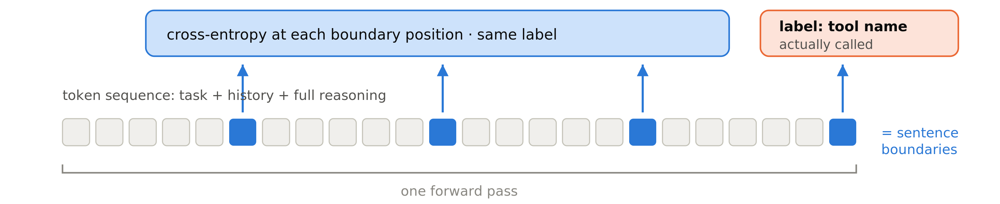 cross-entropy at each boundary position · same label
label: tool name
actually called
token sequence: task + history + full reasoning
= sentence
boundaries
one forward pass